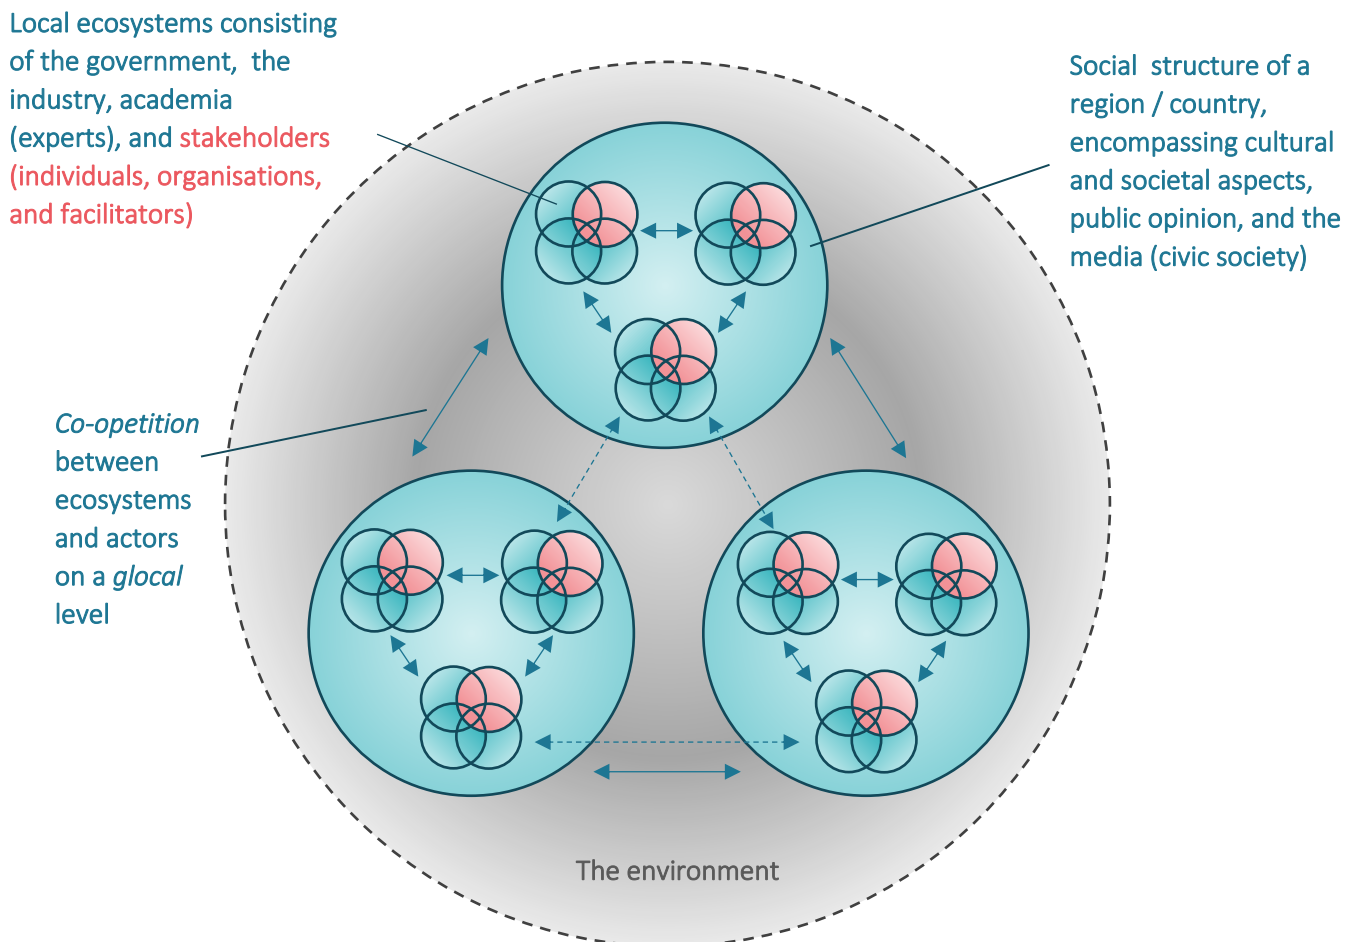 Local ecosystems consisting
of the government,  the
industry, academia
(experts), and stakeholders
(individuals, organisations,
and facilitators)
Social  structure of a
region / country,
encompassing cultural
and societal aspects,
public opinion, and the
media (civic society)
Co-opetition
between
ecosystems
and actors
on a glocal
level
The environment